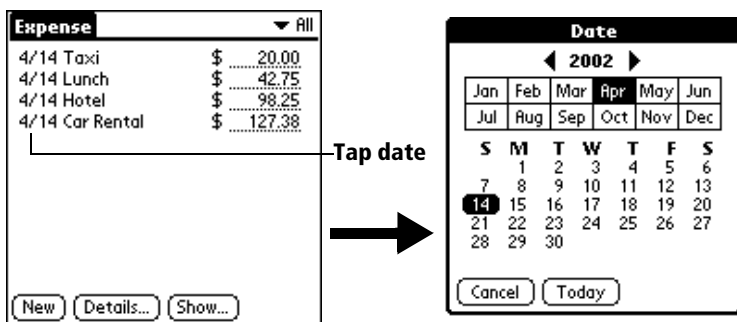 Expense All
4/14 Taxi $ 20.00
4/14 Lunch $ 42.75
4/14 Hotel $ 98.25
4/14 Car Rental $ 127.38
New Details... Show...
Tap date
Date
2002
Jan Feb Mar Apr May Jun
Jul Aug Sep Oct Nov Dec
S M T W T F S
1 2 3 4 5 6
7 8 9 10 11 12 13
14 15 16 17 18 19 20
21 22 23 24 25 26 27
28 29 30
Cancel Today